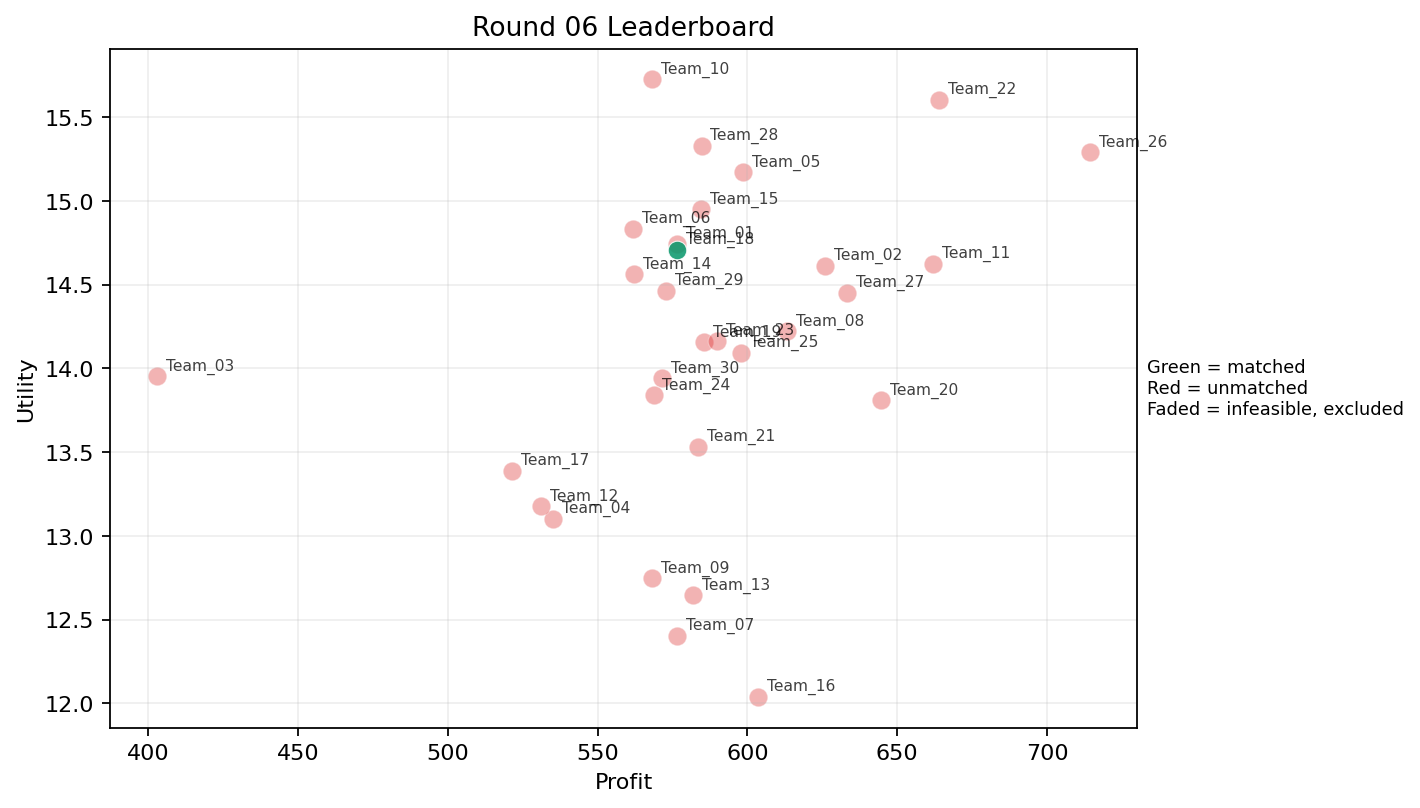 Round 06 Leaderboard
Team_10
Team_22
Team_28
Team_26
Team_05
Team_15
Team_06
Team_01
Team_18
Team_02
Team_11
Team_14
Team_29
Team_27
Team_08
Team_23
Team_19
Team_25
Team_03
Team_30
Team_24
Team_20
Team_21
Team_17
Team_12
Team_04
Team_09
Team_13
Team_07
Team_16
15.5
15.0
14.5
14.0
13.5
13.0
12.5
12.0
Utility
400 450 500 550 600 650 700
Profit
Green = matched
Red = unmatched
Faded = infeasible, excluded